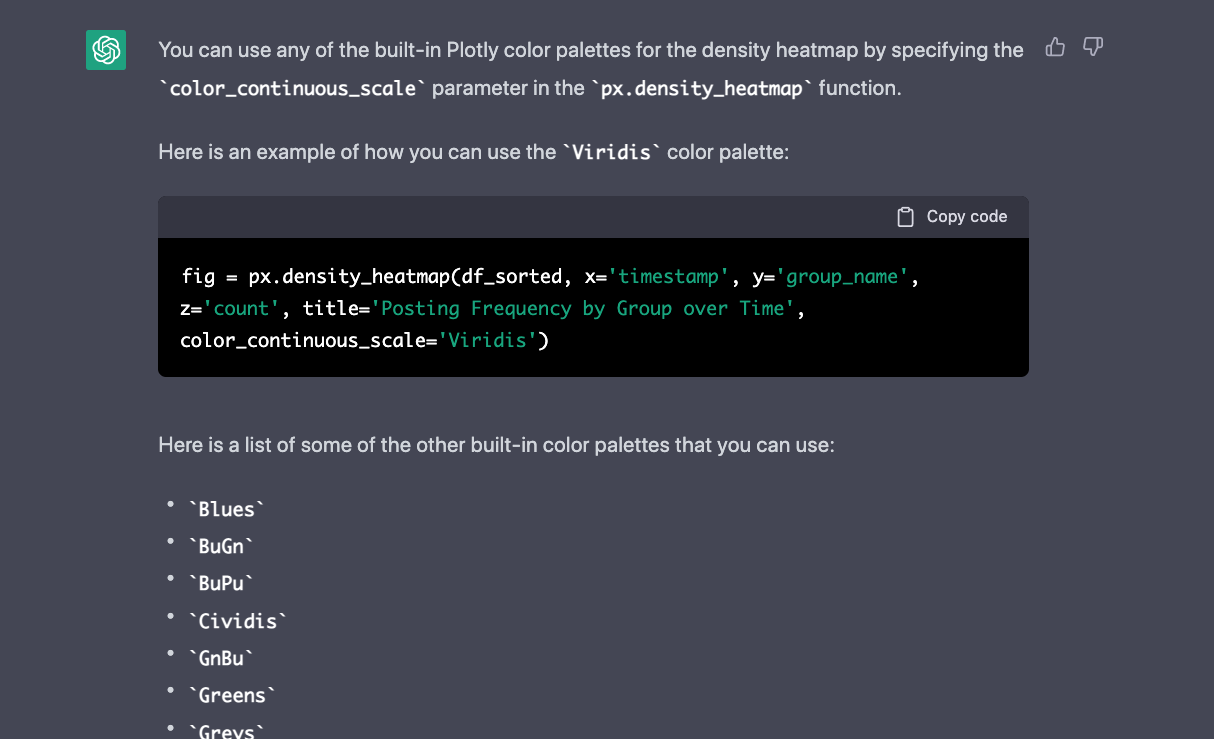 You can use any of the built-in Plotly color palettes for the density heatmap by specifying the
`color_continuous_scale` parameter in the `px.density_heatmap` function.
Here is an example of how you can use the `Viridis` color palette:
Copy code
fig = px.density_heatmap(df_sorted, x='timestamp', y='group_name',
z='count', title='Posting Frequency by Group over Time',
color_continuous_scale='Viridis')
Here is a list of some of the other built-in color palettes that you can use:
• `Blues`
• `BuGn`
• `BuPu`
• `Cividis`
• `GnBu`
• `Greens`
• `Greys`